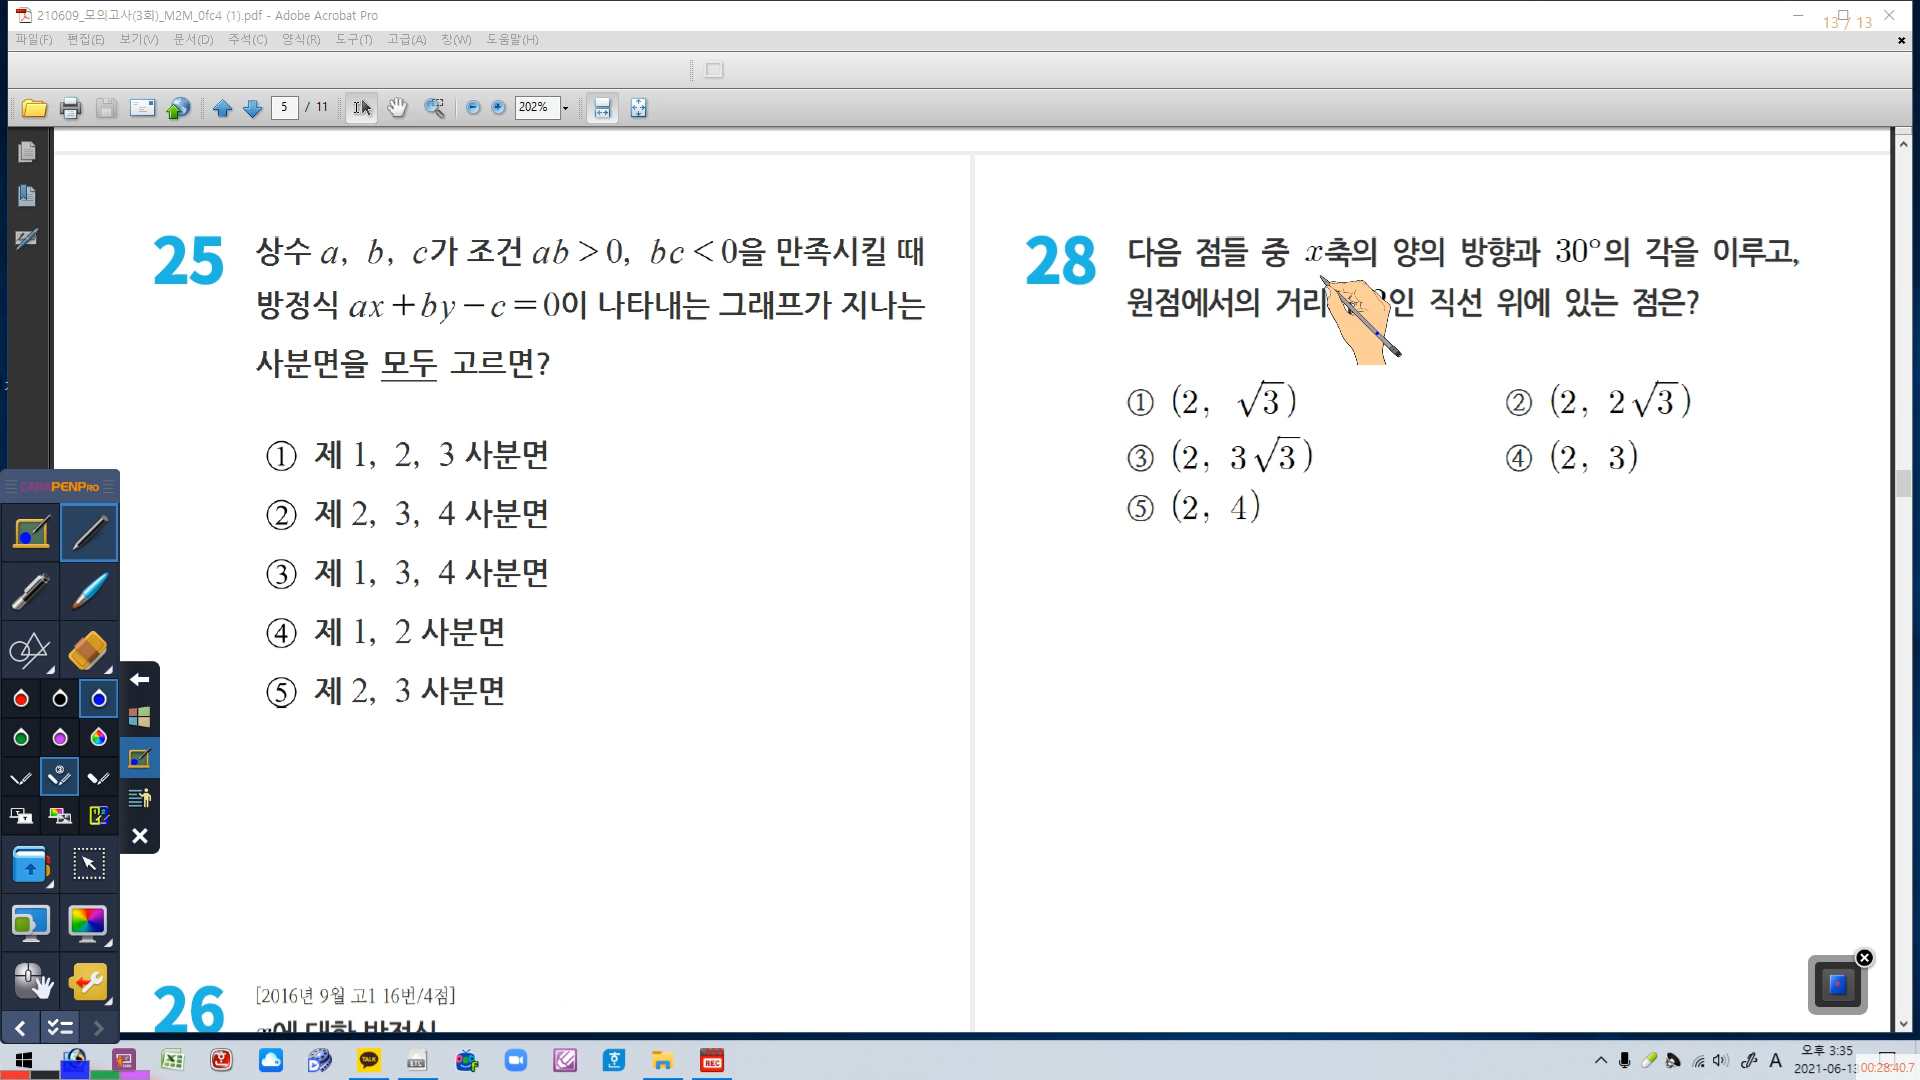 210609_모의고사(3회)_M2M_0fc4 (1).pdf - Adobe Acrobat Pro
13 / 13
파일(F) 편집(E) 보기(V) 문서(D) 주석(C) 양식(R) 도구(T) 고급(A) 창(W) 도움말(H)
5 / 11
202%
25
상수 a, b, c가 조건 ab>0, bc<0을 만족시킬 때
방정식 ax+by-c=0이 나타내는 그래프가 지나는
사분면을 모두 고르면?
① 제 1, 2, 3 사분면
② 제 2, 3, 4 사분면
③ 제 1, 3, 4 사분면
④ 제 1, 2 사분면
⑤ 제 2, 3 사분면
26
[2016년 9월 고1 16번/4점]
28
다음 점들 중 x축의 양의 방향과 30°의 각을 이루고,
원점에서의 거리 인 직선 위에 있는 점은?
① (2, √3)
② (2, 2√3)
③ (2, 3√3)
④ (2, 3)
⑤ (2, 4)
CARAPENPRO
③
TALK
ETC
REC
A
오후 3:35
2021-06-13
00:28:40.7